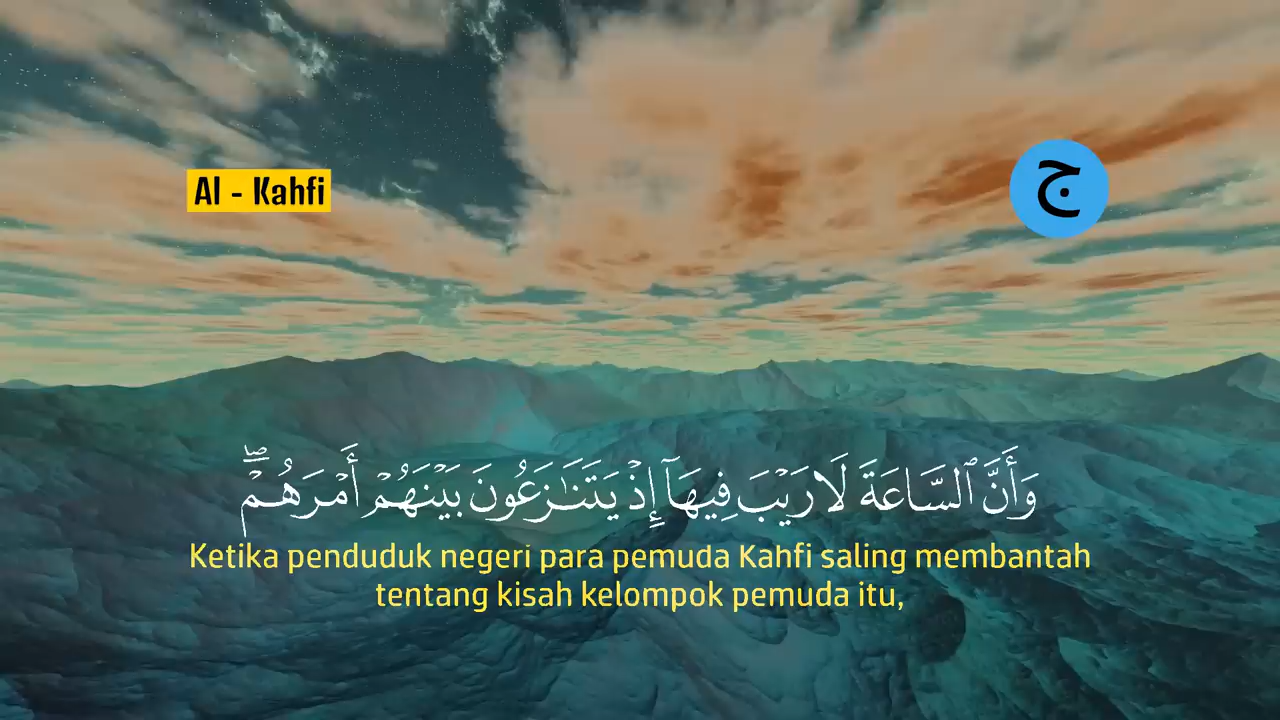 Al - Kahfi
ج
وَأَنَّ ٱلسَّاعَةَ لَا رَيْبَ فِيهَآ إِذْ يَتَنَـٰزَعُونَ بَيْنَهُمْ أَمْرَهُمْ ۖ
Ketika penduduk negeri para pemuda Kahfi saling membantah
tentang kisah kelompok pemuda itu,